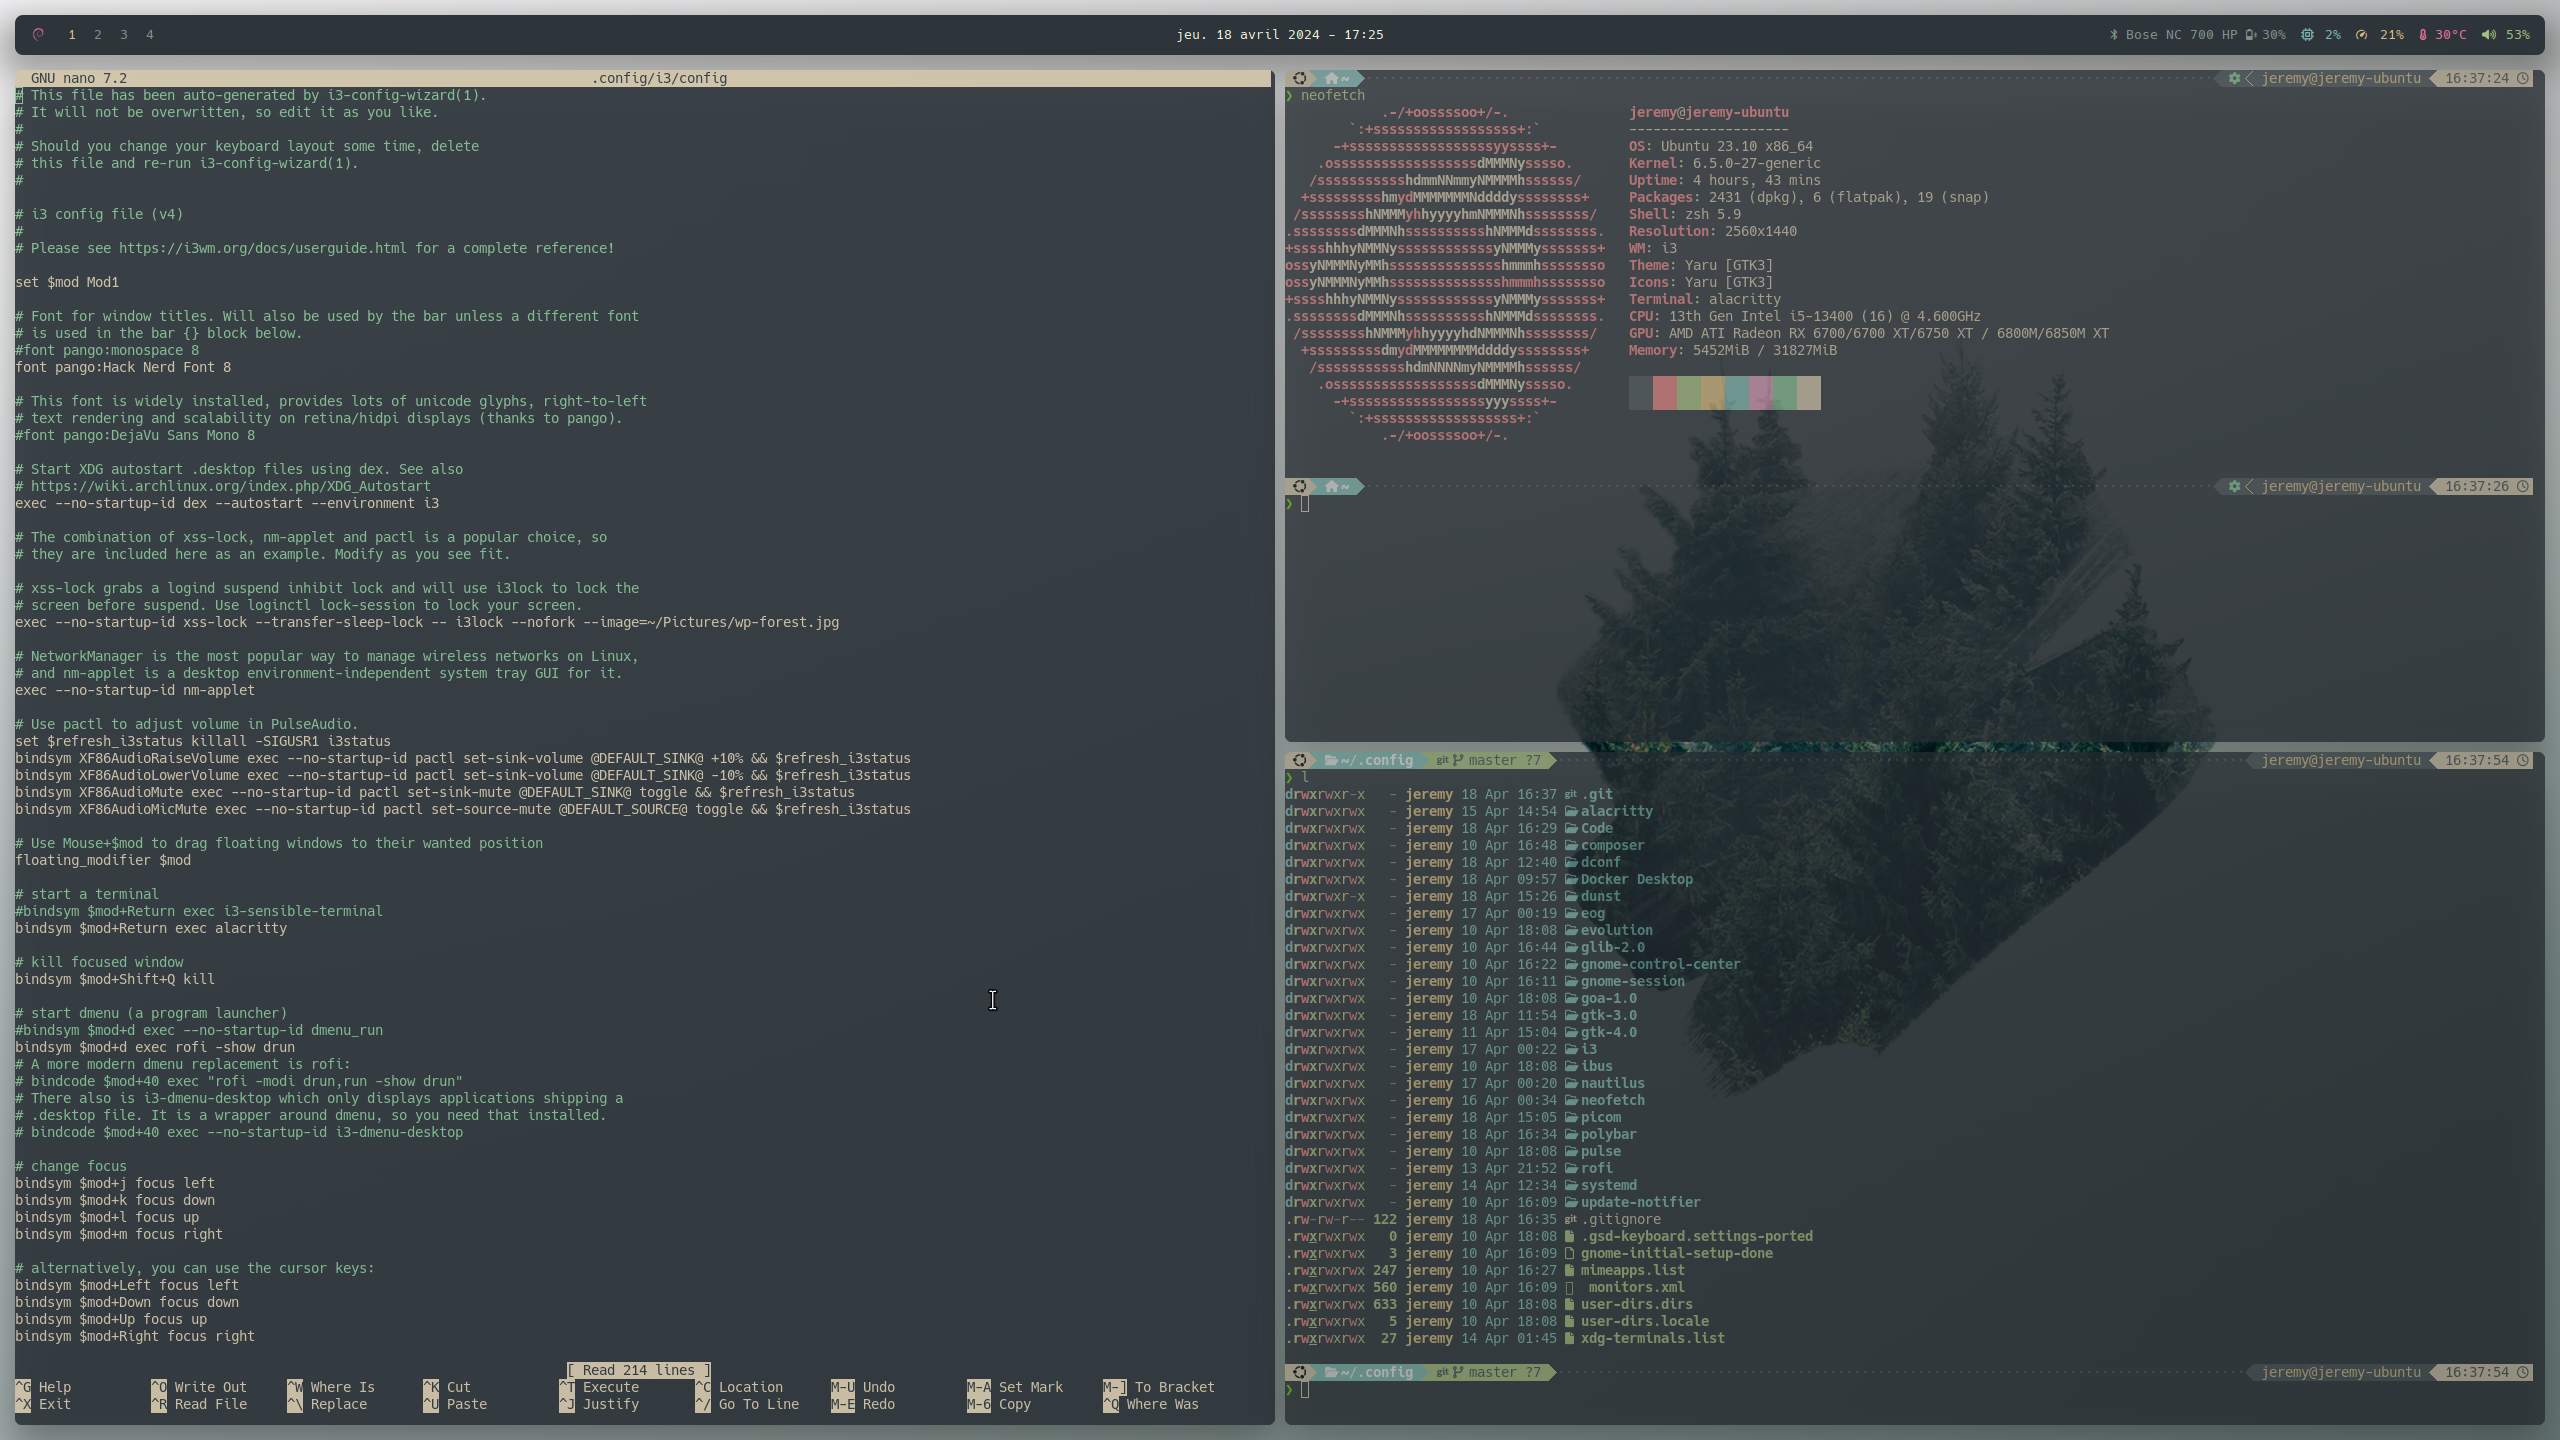 1 2 3 4
jeu. 18 avril 2024 - 17:25
Bose NC 700 HP 30% 2% 21% 30°C 53%
GNU nano 7.2 .config/i3/config
# This file has been auto-generated by i3-config-wizard(1).
# It will not be overwritten, so edit it as you like.
#
# Should you change your keyboard layout some time, delete
# this file and re-run i3-config-wizard(1).
#
# i3 config file (v4)
#
# Please see https://i3wm.org/docs/userguide.html for a complete reference!
set $mod Mod1
# Font for window titles. Will also be used by the bar unless a different font
# is used in the bar {} block below.
#font pango:monospace 8
font pango:Hack Nerd Font 8
# This font is widely installed, provides lots of unicode glyphs, right-to-left
# text rendering and scalability on retina/hidpi displays (thanks to pango).
#font pango:DejaVu Sans Mono 8
# Start XDG autostart .desktop files using dex. See also
# https://wiki.archlinux.org/index.php/XDG_Autostart
exec --no-startup-id dex --autostart --environment i3
# The combination of xss-lock, nm-applet and pactl is a popular choice, so
# they are included here as an example. Modify as you see fit.
# xss-lock grabs a logind suspend inhibit lock and will use i3lock to lock the
# screen before suspend. Use loginctl lock-session to lock your screen.
exec --no-startup-id xss-lock --transfer-sleep-lock -- i3lock --nofork --image=~/Pictures/wp-forest.jpg
# NetworkManager is the most popular way to manage wireless networks on Linux,
# and nm-applet is a desktop environment-independent system tray GUI for it.
exec --no-startup-id nm-applet
# Use pactl to adjust volume in PulseAudio.
set $refresh_i3status killall -SIGUSR1 i3status
bindsym XF86AudioRaiseVolume exec --no-startup-id pactl set-sink-volume @DEFAULT_SINK@ +10% && $refresh_i3status
bindsym XF86AudioLowerVolume exec --no-startup-id pactl set-sink-volume @DEFAULT_SINK@ -10% && $refresh_i3status
bindsym XF86AudioMute exec --no-startup-id pactl set-sink-mute @DEFAULT_SINK@ toggle && $refresh_i3status
bindsym XF86AudioMicMute exec --no-startup-id pactl set-source-mute @DEFAULT_SOURCE@ toggle && $refresh_i3status
# Use Mouse+$mod to drag floating windows to their wanted position
floating_modifier $mod
# start a terminal
#bindsym $mod+Return exec i3-sensible-terminal
bindsym $mod+Return exec alacritty
# kill focused window
bindsym $mod+Shift+Q kill
# start dmenu (a program launcher)
#bindsym $mod+d exec --no-startup-id dmenu_run
bindsym $mod+d exec rofi -show drun
# A more modern dmenu replacement is rofi:
# bindcode $mod+40 exec "rofi -modi drun,run -show drun"
# There also is i3-dmenu-desktop which only displays applications shipping a
# .desktop file. It is a wrapper around dmenu, so you need that installed.
# bindcode $mod+40 exec --no-startup-id i3-dmenu-desktop
# change focus
bindsym $mod+j focus left
bindsym $mod+k focus down
bindsym $mod+l focus up
bindsym $mod+m focus right
# alternatively, you can use the cursor keys:
bindsym $mod+Left focus left
bindsym $mod+Down focus down
bindsym $mod+Up focus up
bindsym $mod+Right focus right
[ Read 214 lines ]
^G Help ^O Write Out ^W Where Is ^K Cut ^T Execute ^C Location M-U Undo M-A Set Mark M-] To Bracket
^X Exit ^R Read File ^\ Replace ^U Paste ^J Justify ^/ Go To Line M-E Redo M-6 Copy ^Q Where Was
~ jeremy@jeremy-ubuntu 16:37:24
❯ neofetch
.-/+oossssoo+/-. jeremy@jeremy-ubuntu
`:+ssssssssssssssssss+:` --------------------
-+ssssssssssssssssssyyssss+- OS: Ubuntu 23.10 x86_64
.ossssssssssssssssssdMMMNysssso. Kernel: 6.5.0-27-generic
/ssssssssssshdmmNNmmyNMMMMhssssss/ Uptime: 4 hours, 43 mins
+ssssssssshmydMMMMMMMNddddyssssssss+ Packages: 2431 (dpkg), 6 (flatpak), 19 (snap)
/sssssssshNMMMyhhyyyyhmNMMMNhssssssss/ Shell: zsh 5.9
.ssssssssdMMMNhsssssssssshNMMMdssssssss. Resolution: 2560x1440
+sssshhhyNMMNyssssssssssssyNMMMysssssss+ WM: i3
ossyNMMMNyMMhsssssssssssssshmmmhssssssso Theme: Yaru [GTK3]
ossyNMMMNyMMhsssssssssssssshmmmhssssssso Icons: Yaru [GTK3]
+sssshhhyNMMNyssssssssssssyNMMMysssssss+ Terminal: alacritty
.ssssssssdMMMNhsssssssssshNMMMdssssssss. CPU: 13th Gen Intel i5-13400 (16) @ 4.600GHz
/sssssssshNMMMyhhyyyyhdNMMMNhssssssss/ GPU: AMD ATI Radeon RX 6700/6700 XT/6750 XT / 6800M/6850M XT
+sssssssssdmydMMMMMMMMddddyssssssss+ Memory: 5452MiB / 31827MiB
/ssssssssssshdmNNNNmyNMMMMhssssss/
.ossssssssssssssssssdMMMNysssso.
-+sssssssssssssssssyyyssss+-
`:+ssssssssssssssssss+:`
.-/+oossssoo+/-.
~ jeremy@jeremy-ubuntu 16:37:26
❯
~/.config git master ?7 jeremy@jeremy-ubuntu 16:37:54
❯ l
drwxrwxr-x - jeremy 18 Apr 16:37 git .git
drwxrwxrwx - jeremy 15 Apr 14:54 alacritty
drwxrwxrwx - jeremy 18 Apr 16:29 Code
drwxrwxrwx - jeremy 10 Apr 16:48 composer
drwxrwxrwx - jeremy 18 Apr 12:40 dconf
drwxrwxrwx - jeremy 18 Apr 09:57 Docker Desktop
drwxrwxr-x - jeremy 18 Apr 15:26 dunst
drwxrwxrwx - jeremy 17 Apr 00:19 eog
drwxrwxrwx - jeremy 10 Apr 18:08 evolution
drwxrwxrwx - jeremy 10 Apr 16:44 glib-2.0
drwxrwxrwx - jeremy 10 Apr 16:22 gnome-control-center
drwxrwxrwx - jeremy 10 Apr 16:11 gnome-session
drwxrwxrwx - jeremy 10 Apr 18:08 goa-1.0
drwxrwxrwx - jeremy 18 Apr 11:54 gtk-3.0
drwxrwxrwx - jeremy 11 Apr 15:04 gtk-4.0
drwxrwxrwx - jeremy 17 Apr 00:22 i3
drwxrwxrwx - jeremy 10 Apr 18:08 ibus
drwxrwxrwx - jeremy 17 Apr 00:20 nautilus
drwxrwxrwx - jeremy 16 Apr 00:34 neofetch
drwxrwxrwx - jeremy 18 Apr 15:05 picom
drwxrwxrwx - jeremy 18 Apr 16:34 polybar
drwxrwxrwx - jeremy 10 Apr 18:08 pulse
drwxrwxrwx - jeremy 13 Apr 21:52 rofi
drwxrwxrwx - jeremy 14 Apr 12:34 systemd
drwxrwxrwx - jeremy 10 Apr 16:09 update-notifier
.rw-rw-r-- 122 jeremy 18 Apr 16:35 git .gitignore
.rwxrwxrwx 0 jeremy 10 Apr 18:08 .gsd-keyboard.settings-ported
.rwxrwxrwx 3 jeremy 10 Apr 16:09 gnome-initial-setup-done
.rwxrwxrwx 247 jeremy 10 Apr 16:27 mimeapps.list
.rwxrwxrwx 560 jeremy 10 Apr 16:09 monitors.xml
.rwxrwxrwx 633 jeremy 10 Apr 18:08 user-dirs.dirs
.rwxrwxrwx 5 jeremy 10 Apr 18:08 user-dirs.locale
.rwxrwxrwx 27 jeremy 14 Apr 01:45 xdg-terminals.list
~/.config git master ?7 jeremy@jeremy-ubuntu 16:37:54
❯